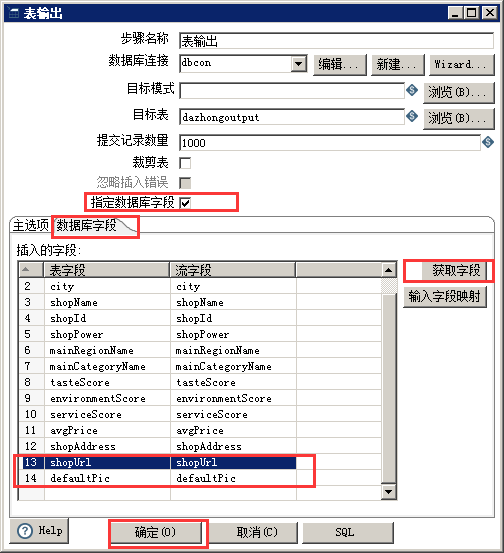 表输出
步骤名称 表输出
数据库连接 dbcon 编辑... 新建... Wizard...
目标模式 浏览(B)...
目标表 dazhongoutput 浏览(B)...
提交记录数量 1000
裁剪表
忽略插入错误
指定数据库字段
主选项 数据库字段
插入的字段:
表字段 流字段 获取字段
2 city city
输入字段映射
3 shopName shopName
4 shopId shopId
5 shopPower shopPower
6 mainRegionName mainRegionName
7 mainCategoryName mainCategoryName
8 tasteScore tasteScore
9 environmentScore environmentScore
10 serviceScore serviceScore
11 avgPrice avgPrice
12 shopAddress shopAddress
13 shopUrl shopUrl
14 defaultPic defaultPic
Help 确定(O) 取消(C) SQL